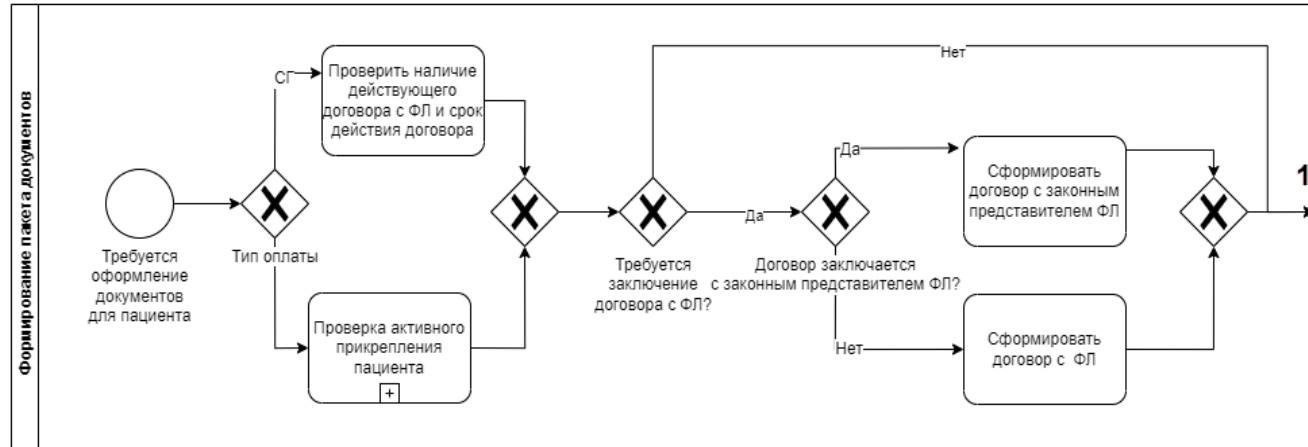 Формирование пакета документов
Требуется
оформление
документов
для пациента
Тип оплаты
СГ
Проверить наличие
действующего
договора с ФЛ и срок
действия договора
Проверка активного
прикрепления
пациента
+
Требуется
заключение
договора с ФЛ?
Нет
Да
Договор заключается
с законным представителем ФЛ?
Да
Нет
Сформировать
договор с законным
представителем ФЛ
Сформировать
договор с ФЛ
1